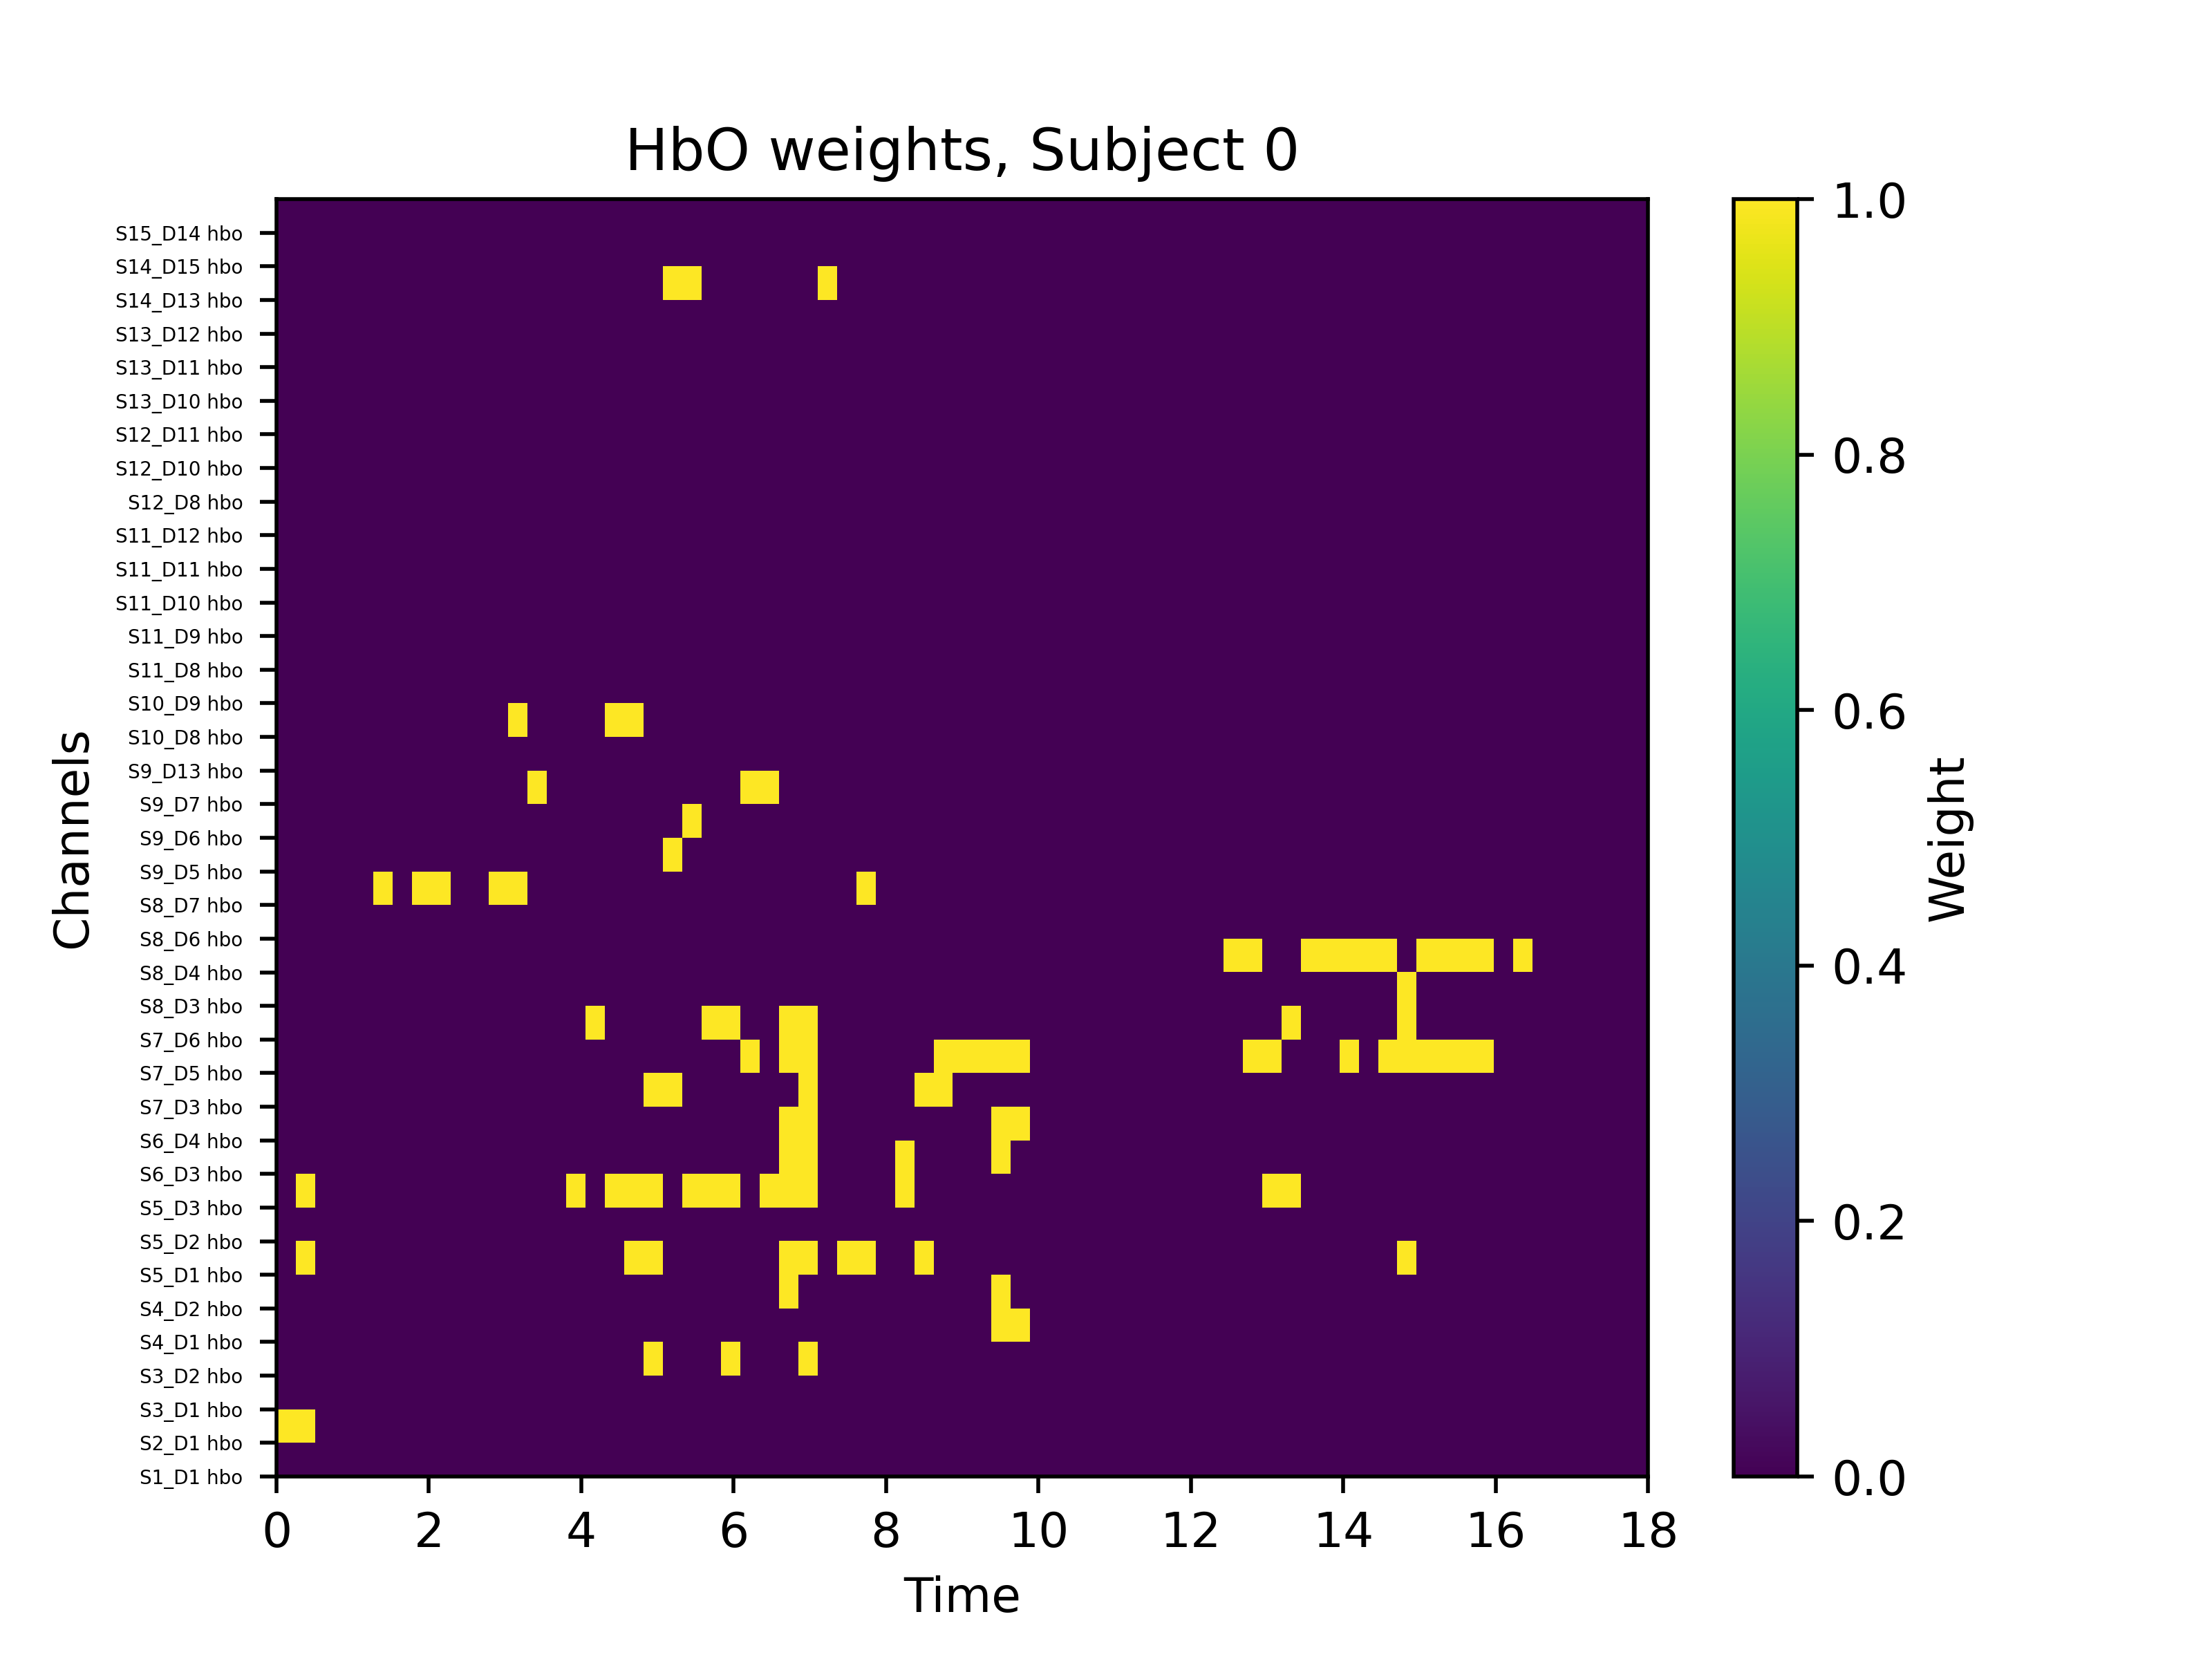 HbO weights, Subject 0
S15_D14 hbo
S14_D15 hbo
S14_D13 hbo
S13_D12 hbo
S13_D11 hbo
S13_D10 hbo
S12_D11 hbo
S12_D10 hbo
S12_D8 hbo
S11_D12 hbo
S11_D11 hbo
S11_D10 hbo
S11_D9 hbo
S11_D8 hbo
S10_D9 hbo
S10_D8 hbo
S9_D13 hbo
S9_D7 hbo
S9_D6 hbo
S9_D5 hbo
S8_D7 hbo
S8_D6 hbo
S8_D4 hbo
S8_D3 hbo
S7_D6 hbo
S7_D5 hbo
S7_D3 hbo
S6_D4 hbo
S6_D3 hbo
S5_D3 hbo
S5_D2 hbo
S5_D1 hbo
S4_D2 hbo
S4_D1 hbo
S3_D2 hbo
S3_D1 hbo
S2_D1 hbo
S1_D1 hbo
Channels
0 2 4 6 8 10 12 14 16 18
Time
1.0
0.8
0.6
0.4
0.2
0.0
Weight